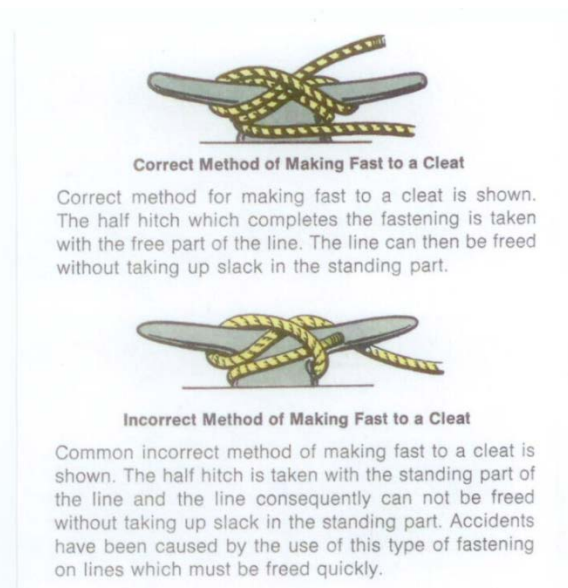 Correct Method of Making Fast to a Cleat
Correct method for making fast to a cleat is shown.
The half hitch which completes the fastening is taken
with the free part of the line. The line can then be freed
without taking up slack in the standing part.
Incorrect Method of Making Fast to a Cleat
Common incorrect method of making fast to a cleat is
shown. The half hitch is taken with the standing part of
the line and the line consequently can not be freed
without taking up slack in the standing part. Accidents
have been caused by the use of this type of fastening
on lines which must be freed quickly.